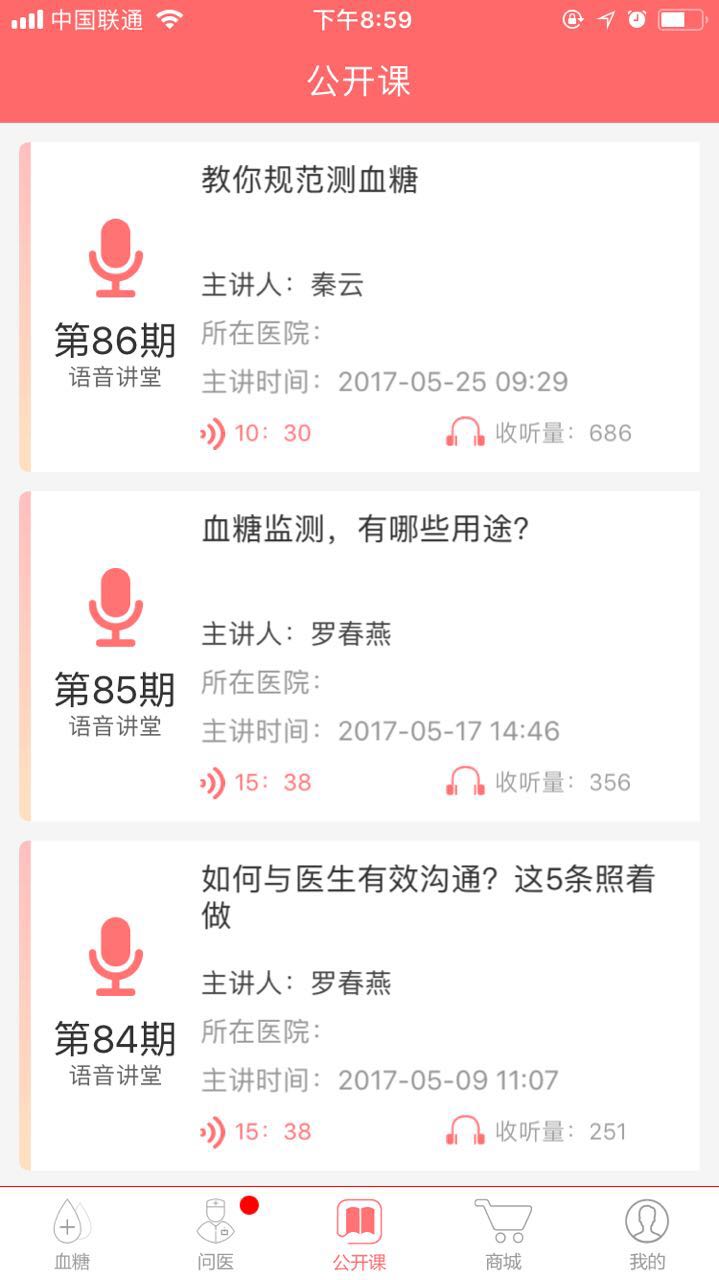 中国联通 下午8:59
公开课
教你规范测血糖
主讲人：秦云
第86期
所在医院：
语音讲堂
主讲时间：2017-05-25 09:29
10：30 收听量：686
血糖监测，有哪些用途？
主讲人：罗春燕
第85期
所在医院：
语音讲堂
主讲时间：2017-05-17 14:46
15：38 收听量：356
如何与医生有效沟通？这5条照着
做
主讲人：罗春燕
第84期
所在医院：
语音讲堂
主讲时间：2017-05-09 11:07
15：38 收听量：251
血糖 问医 公开课 商城 我的